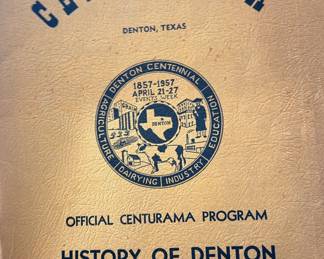 DENTON, TEXAS
DENTON CENTENNIAL
1857-1957
APRIL 21-27
EVENTS WEEK
DENTON
AGRICULTURE
DAIRYING
INDUSTRY
EDUCATION
OFFICIAL CENTURAMA PROGRAM
HISTORY OF DENTON